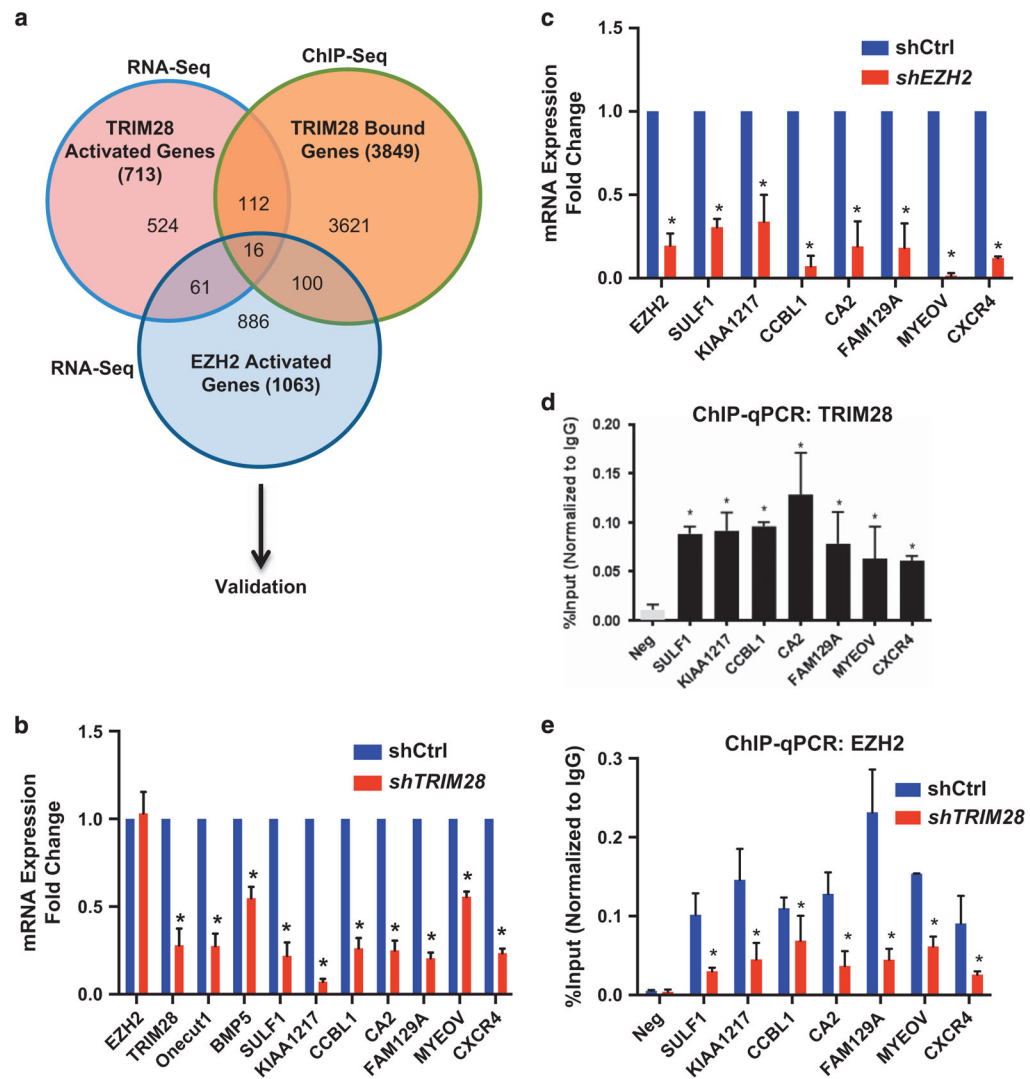 a
RNA-Seq
ChIP-Seq
TRIM28
Activated Genes
(713)
TRIM28 Bound
Genes (3849)
524
112
3621
16
61
100
886
RNA-Seq
EZH2 Activated
Genes (1063)
Validation
b
mRNA Expression
Fold Change
1.5
1.0
0.5
0.0
shCtrl
shTRIM28
* * * * * * * * * *
EZH2
TRIM28
Onecut1
BMP5
SULF1
KIAA1217
CCBL1
CA2
FAM129A
MYEOV
CXCR4
c
mRNA Expression
Fold Change
1.5
1.0
0.5
0.0
shCtrl
shEZH2
* * * * * * * *
EZH2
SULF1
KIAA1217
CCBL1
CA2
FAM129A
MYEOV
CXCR4
d
ChIP-qPCR: TRIM28
%Input (Normalized to IgG)
0.20
0.15
0.10
0.05
0.00
* * * * * * *
Neg
SULF1
KIAA1217
CCBL1
CA2
FAM129A
MYEOV
CXCR4
e
ChIP-qPCR: EZH2
%Input (Normalized to IgG)
0.3
0.2
0.1
0.0
shCtrl
shTRIM28
* * * * * * *
Neg
SULF1
KIAA1217
CCBL1
CA2
FAM129A
MYEOV
CXCR4